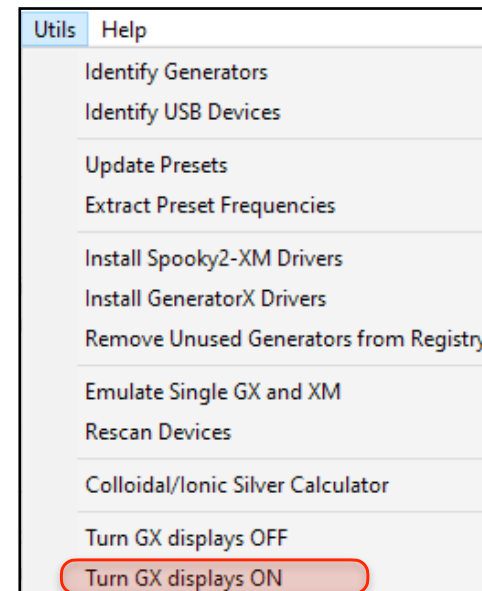 Utils Help
Identify Generators
Identify USB Devices
Update Presets
Extract Preset Frequencies
Install Spooky2-XM Drivers
Install GeneratorX Drivers
Remove Unused Generators from Registry
Emulate Single GX and XM
Rescan Devices
Colloidal/Ionic Silver Calculator
Turn GX displays OFF
Turn GX displays ON